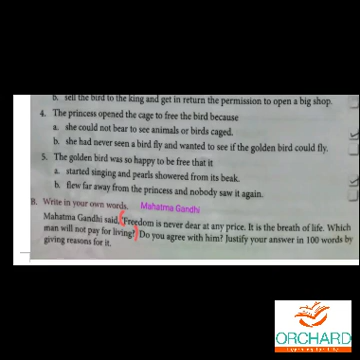 b. sell the bird to the king and get in return the permission to open a big shop.
4. The princess opened the cage to free the bird because
a. she could not bear to see animals or birds caged.
b. she had never seen a bird fly and wanted to see if the golden bird could fly.
5. The golden bird was so happy to be free that it
a. started singing and pearls showered from its beak.
b. flew far away from the princess and nobody saw it again.
B. Write in your own words. Mahatma Gandhi
Mahatma Gandhi said, 'Freedom is never dear at any price. It is the breath of life. Which
man will not pay for living?' Do you agree with him? Justify your answer in 100 words by
giving reasons for it.
ORCHARD